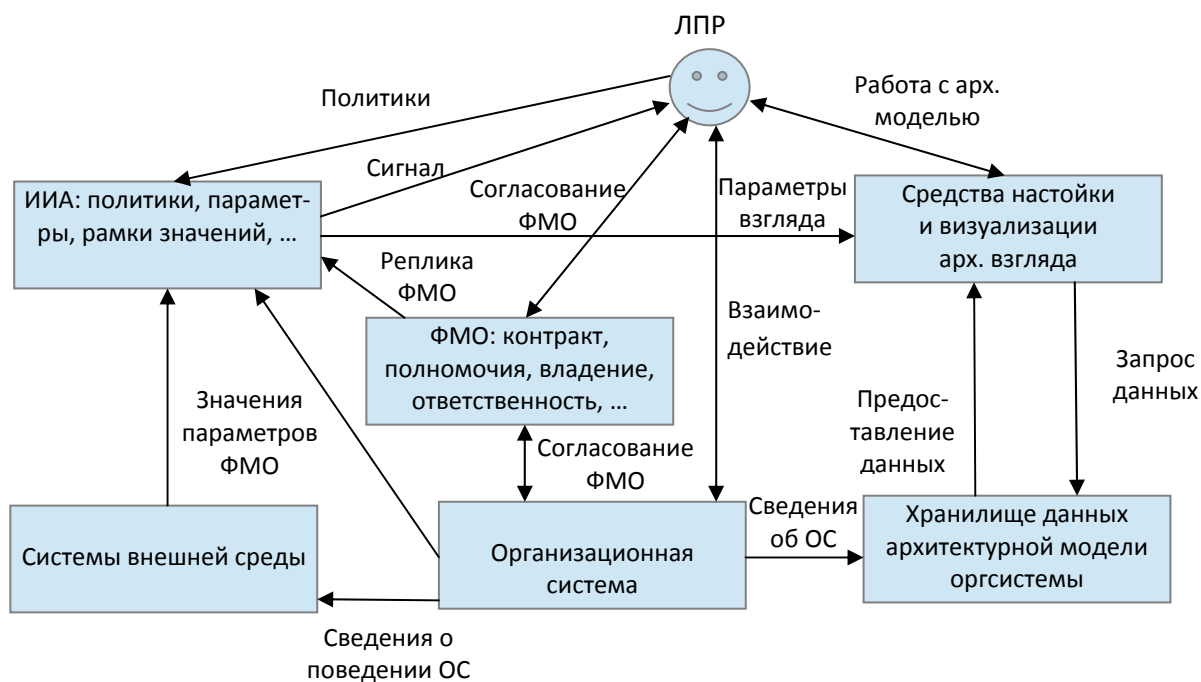 ЛПР
Политики
Работа с арх.
моделью
Сигнал
ИИА: политики, парамет-
ры, рамки значений, ...
Согласование
ФМО
Параметры
взгляда
Средства настойки
и визуализации
арх. взгляда
Реплика
ФМО
ФМО: контракт,
полномочия, владение,
ответственность, ...
Взаимо-
действие
Запрос
данных
Значения
параметров
ФМО
Предос-
тавление
данных
Согласование
ФМО
Системы внешней среды
Организационная
система
Сведения
об ОС
Хранилище данных
архитектурной модели
оргсистемы
Сведения о
поведении ОС